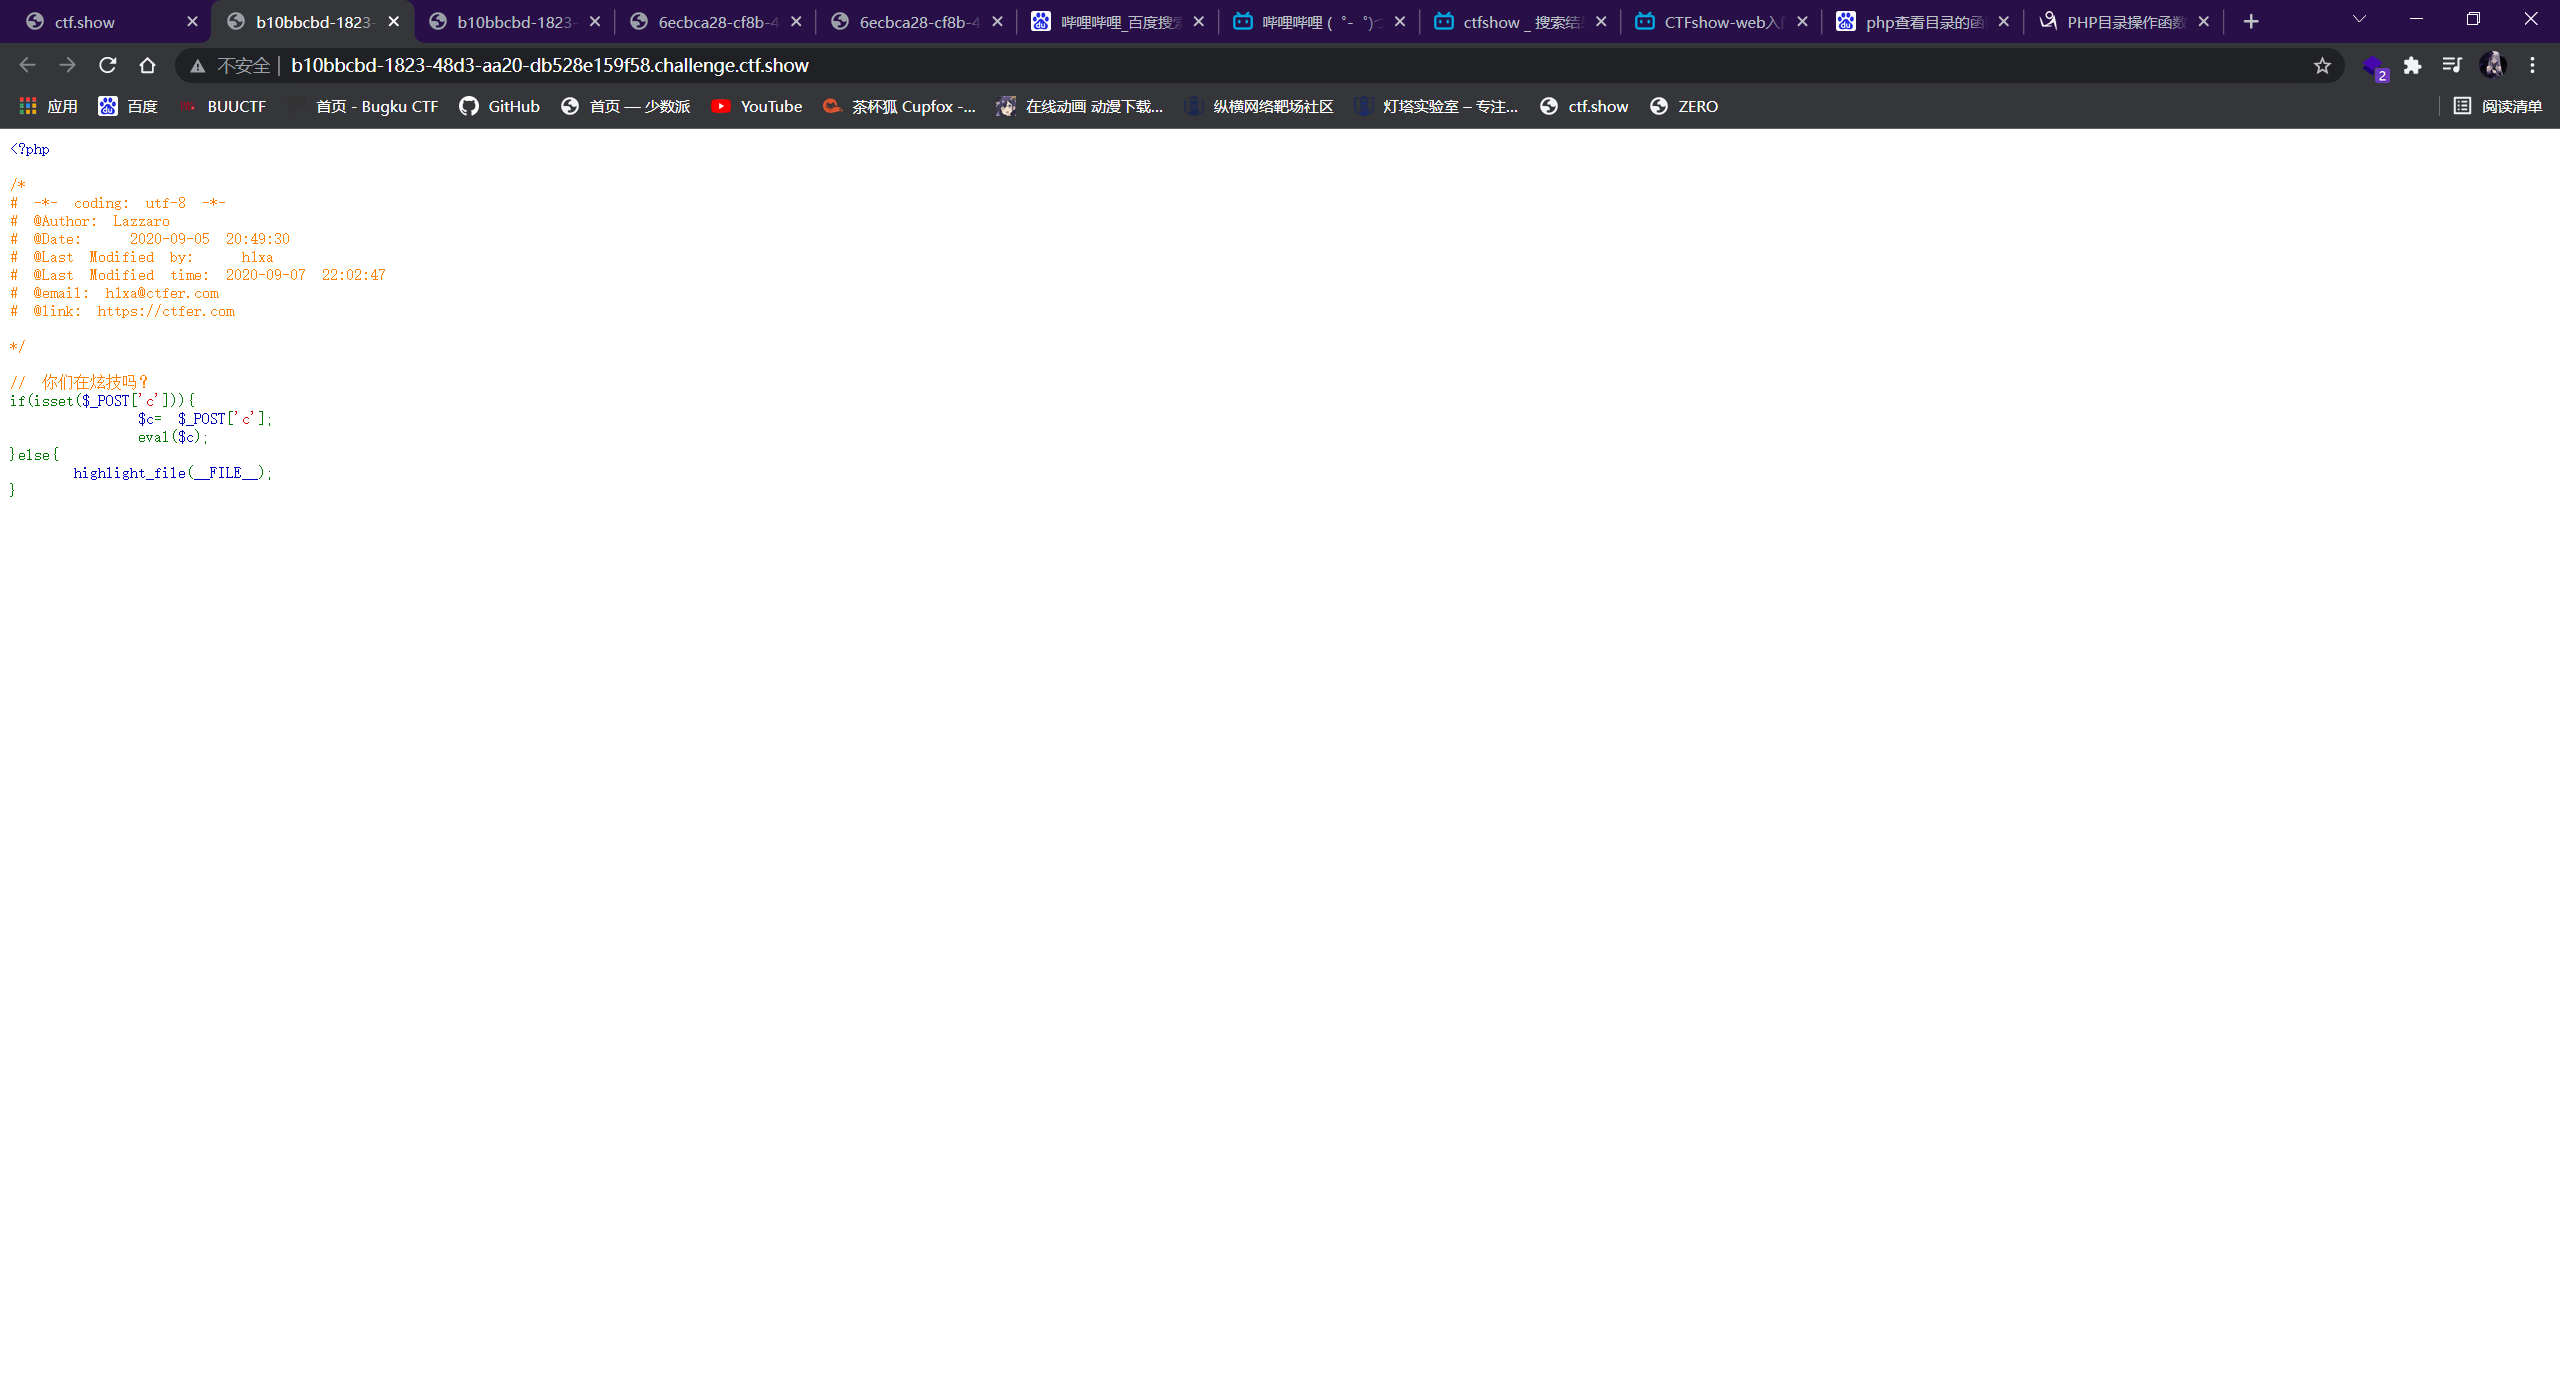 ctf.show
b10bbcbd-1823-
b10bbcbd-1823-
6ecbca28-cf8b-4
6ecbca28-cf8b-4
哔哩哔哩_百度搜索
哔哩哔哩 (゜-゜)つ
ctfshow _ 搜索结
CTFshow-web入
php查看目录的函
PHP目录操作函数
不安全 | b10bbcbd-1823-48d3-aa20-db528e159f58.challenge.ctf.show
2
应用
百度
BUUCTF
首页 - Bugku CTF
GitHub
首页 — 少数派
YouTube
茶杯狐 Cupfox -...
在线动画 动漫下载...
纵横网络靶场社区
灯塔实验室 – 专注...
ctf.show
ZERO
阅读清单
<?php
/*
# -*- coding: utf-8 -*-
# @Author: Lazzaro
# @Date:   2020-09-05 20:49:30
# @Last Modified by:   h1xa
# @Last Modified time: 2020-09-07 22:02:47
# @email: h1xa@ctfer.com
# @link: https://ctfer.com
*/
// 你们在炫技吗？
if(isset($_POST['c'])){
        $c= $_POST['c'];
        eval($c);
}else{
    highlight_file(__FILE__);
}